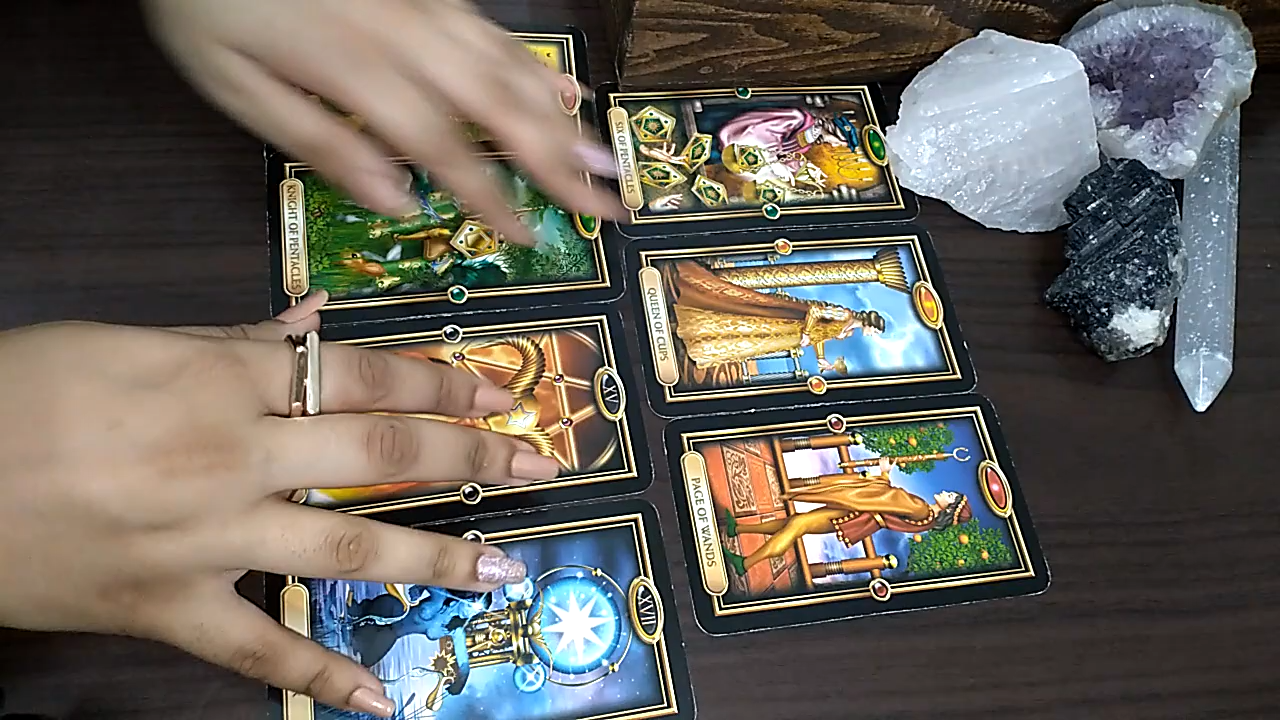 SIX OF PENTACLES
KNIGHT OF PENTACLES
QUEEN OF CUPS
XV
PAGE OF WANDS
XVII